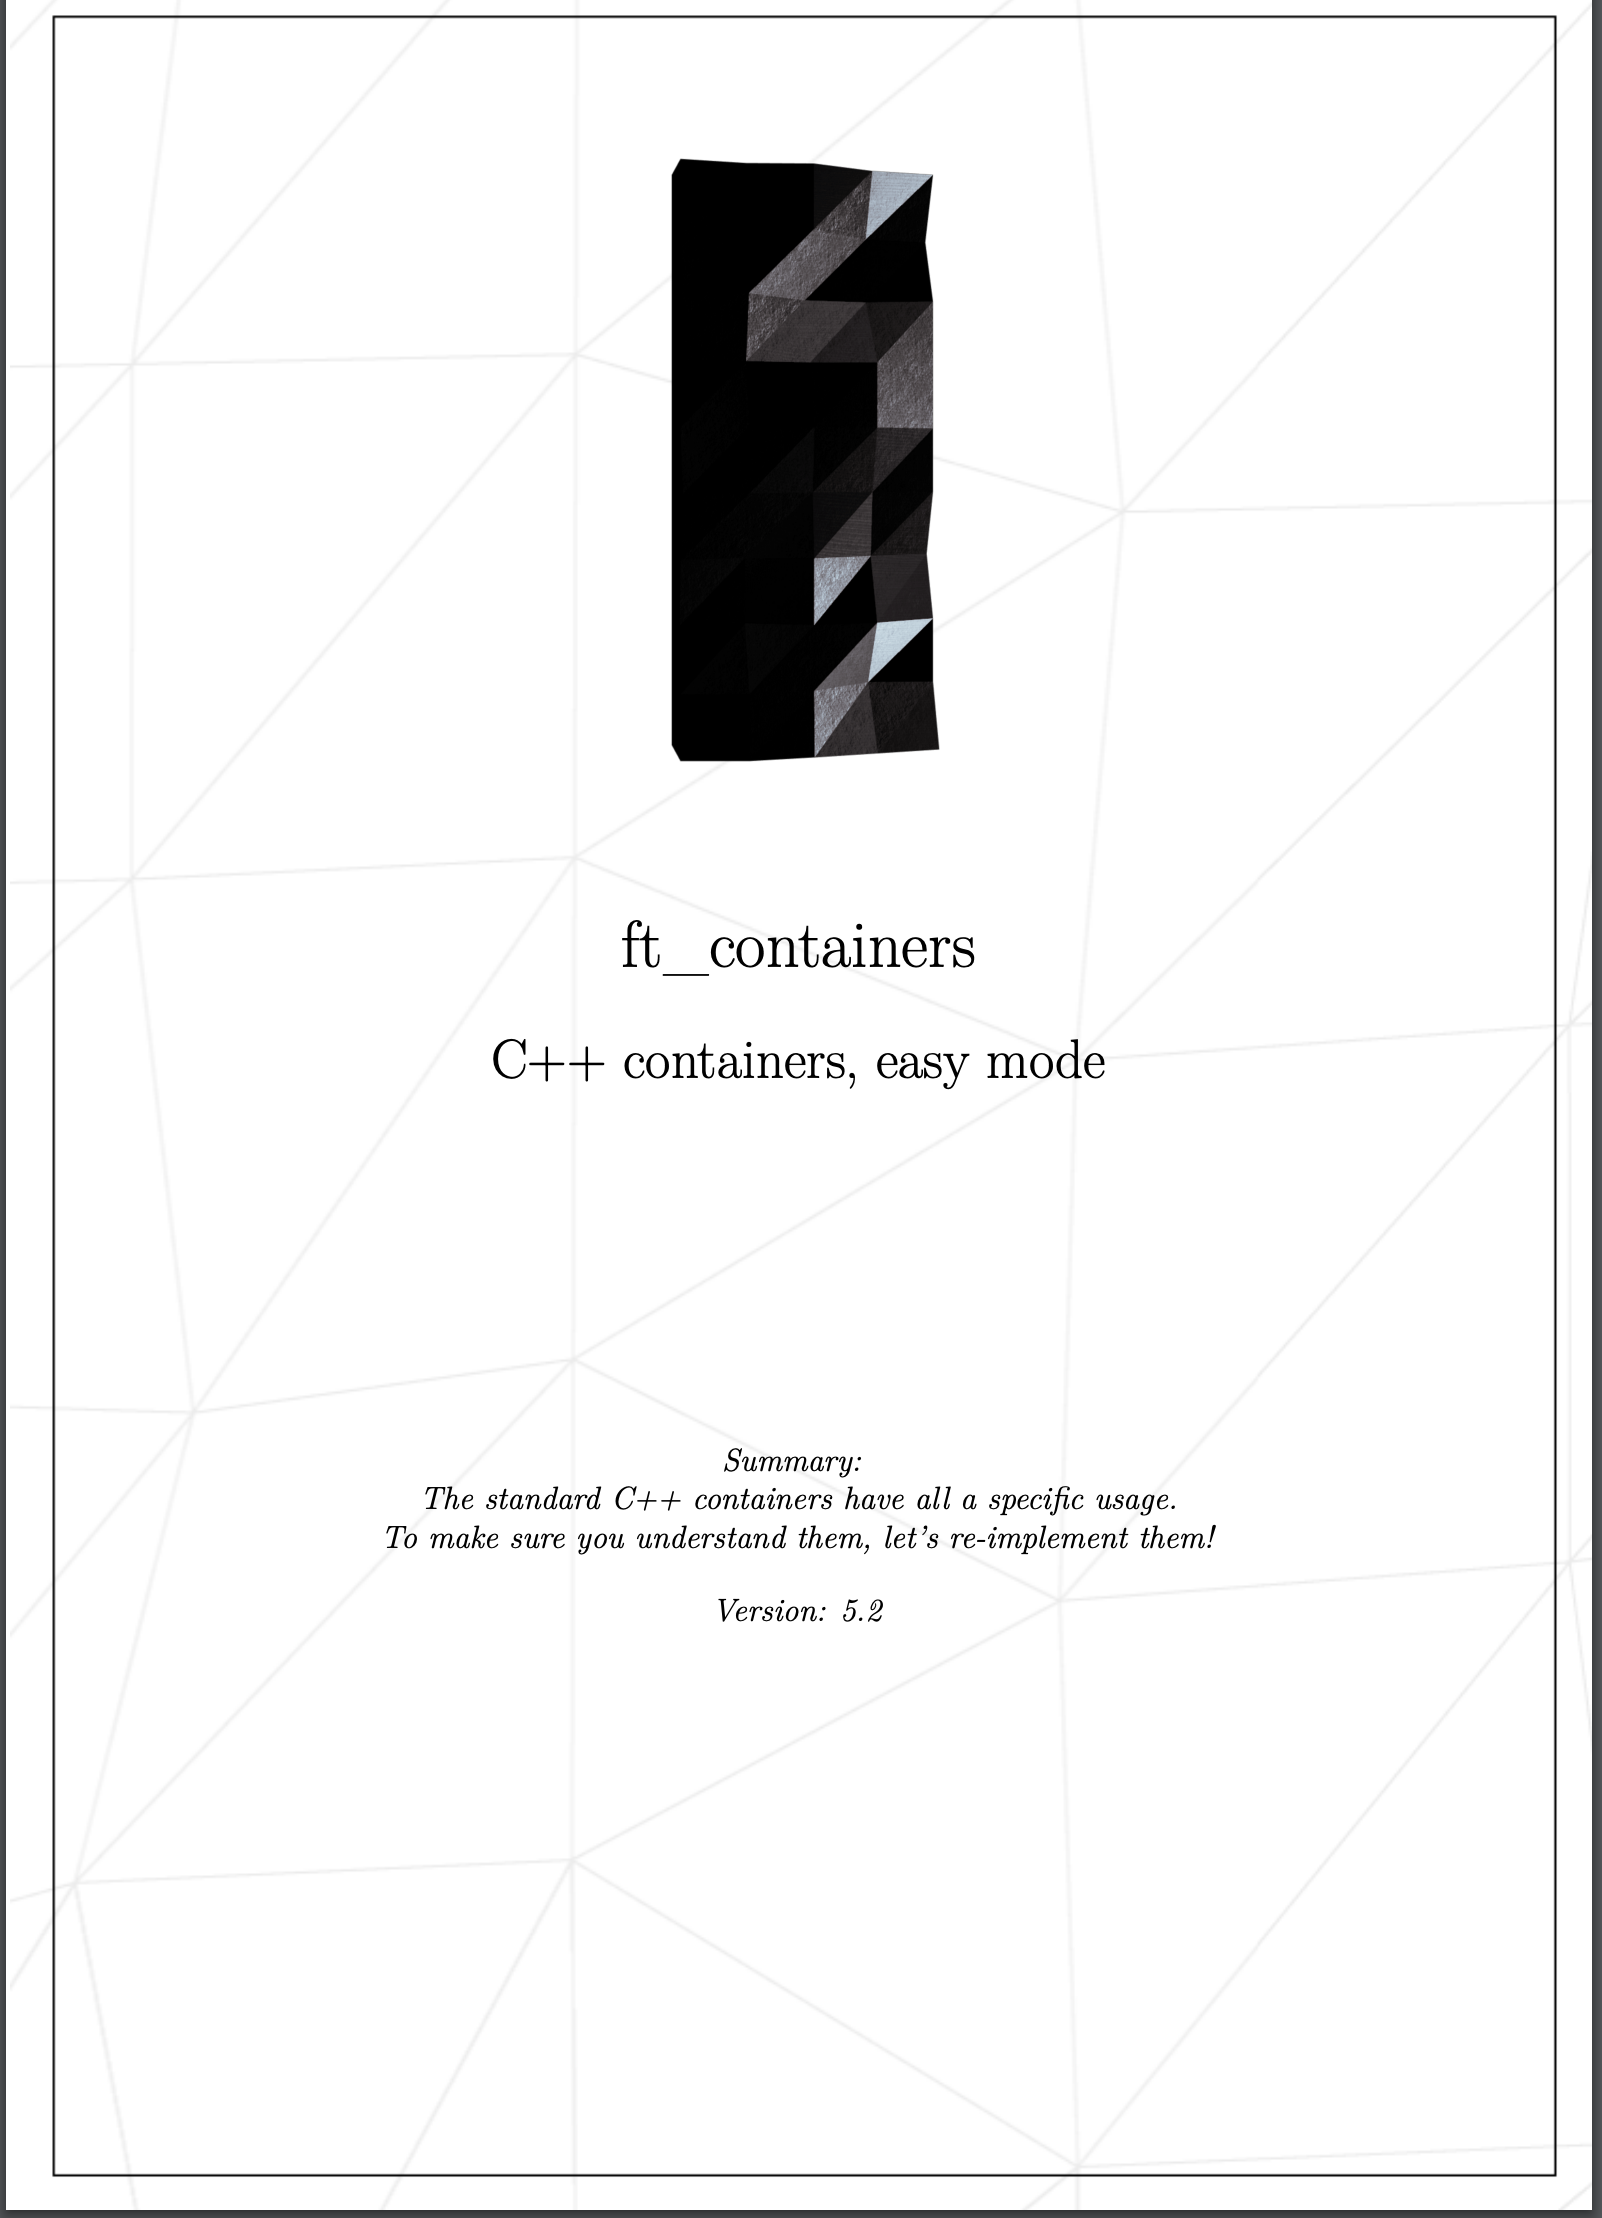 ft_containers
C++ containers, easy mode
Summary:
The standard C++ containers have all a specific usage.
To make sure you understand them, let's re-implement them!
Version: 5.2